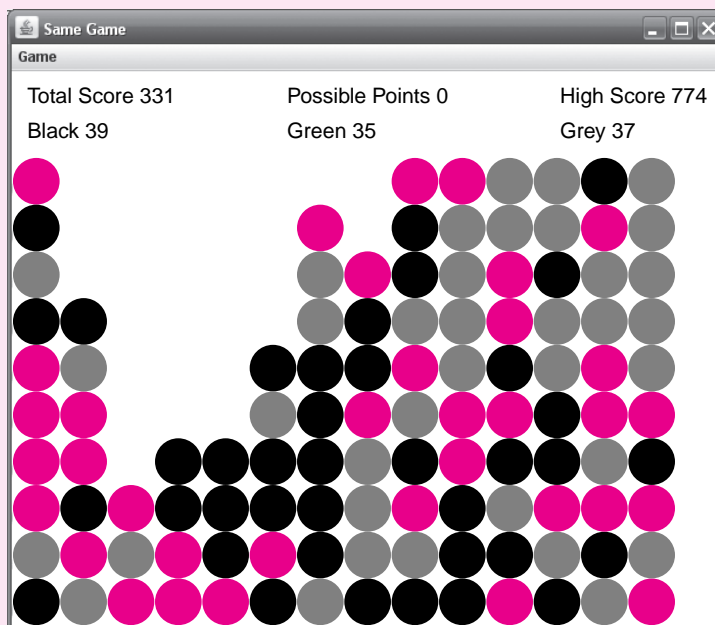 Same Game
Game
Total Score 331 Possible Points 0 High Score 774
Black 39 Green 35 Grey 37